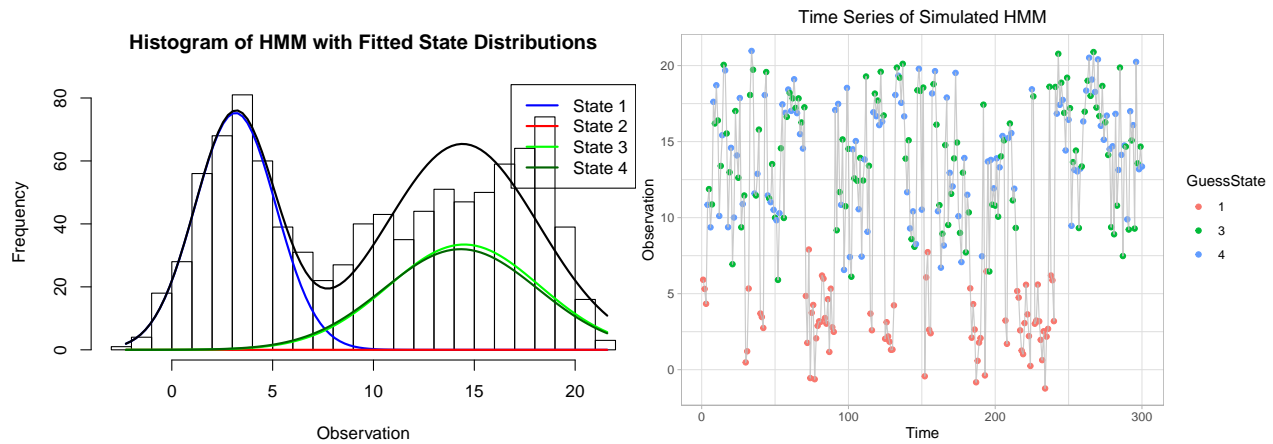 Histogram of HMM with Fitted State Distributions
Frequency
0
20
40
60
80
0 5 10 15 20
Observation
State 1
State 2
State 3
State 4
Time Series of Simulated HMM
Observation
20
15
10
5
0
0 100 200 300
Time
GuessState
1
3
4